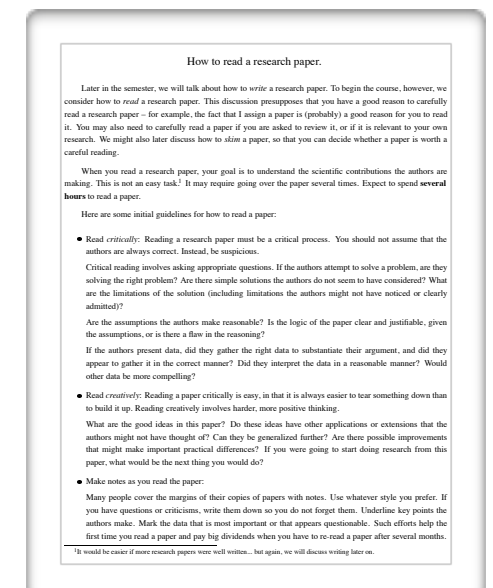 How to read a research paper.
Later in the semester, we will talk about how to write a research paper. To begin the course, however, we
consider how to read a research paper. This discussion presupposes that you have a good reason to carefully
read a research paper – for example, the fact that I assign a paper is (probably) a good reason for you to read
it. You may also need to carefully read a paper if you are asked to review it, or if it is relevant to your own
research. We might also later discuss how to skim a paper, so that you can decide whether a paper is worth a
careful reading.
When you read a research paper, your goal is to understand the scientific contributions the authors are
making. This is not an easy task.¹ It may require going over the paper several times. Expect to spend several
hours to read a paper.
Here are some initial guidelines for how to read a paper:
• Read critically: Reading a research paper must be a critical process. You should not assume that the
authors are always correct. Instead, be suspicious.
Critical reading involves asking appropriate questions. If the authors attempt to solve a problem, are they
solving the right problem? Are there simple solutions the authors do not seem to have considered? What
are the limitations of the solution (including limitations the authors might not have noticed or clearly
admitted)?
Are the assumptions the authors make reasonable? Is the logic of the paper clear and justifiable, given
the assumptions, or is there a flaw in the reasoning?
If the authors present data, did they gather the right data to substantiate their argument, and did they
appear to gather it in the correct manner? Did they interpret the data in a reasonable manner? Would
other data be more compelling?
• Read creatively: Reading a paper critically is easy, in that it is always easier to tear something down than
to build it up. Reading creatively involves harder, more positive thinking.
What are the good ideas in this paper? Do these ideas have other applications or extensions that the
authors might not have thought of? Can they be generalized further? Are there possible improvements
that might make important practical differences? If you were going to start doing research from this
paper, what would be the next thing you would do?
• Make notes as you read the paper:
Many people cover the margins of their copies of papers with notes. Use whatever style you prefer. If
you have questions or criticisms, write them down so you do not forget them. Underline key points the
authors make. Mark the data that is most important or that appears questionable. Such efforts help the
first time you read a paper and pay big dividends when you have to re-read a paper after several months.
¹It would be easier if more research papers were well written... but again, we will discuss writing later on.